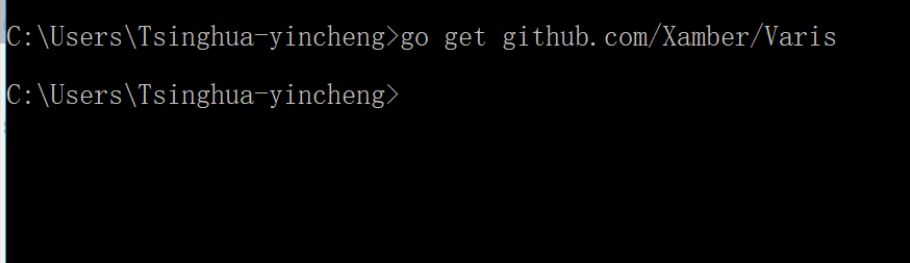 C:\Users\Tsinghua-yincheng>go get github.com/Xamber/Varis
C:\Users\Tsinghua-yincheng>